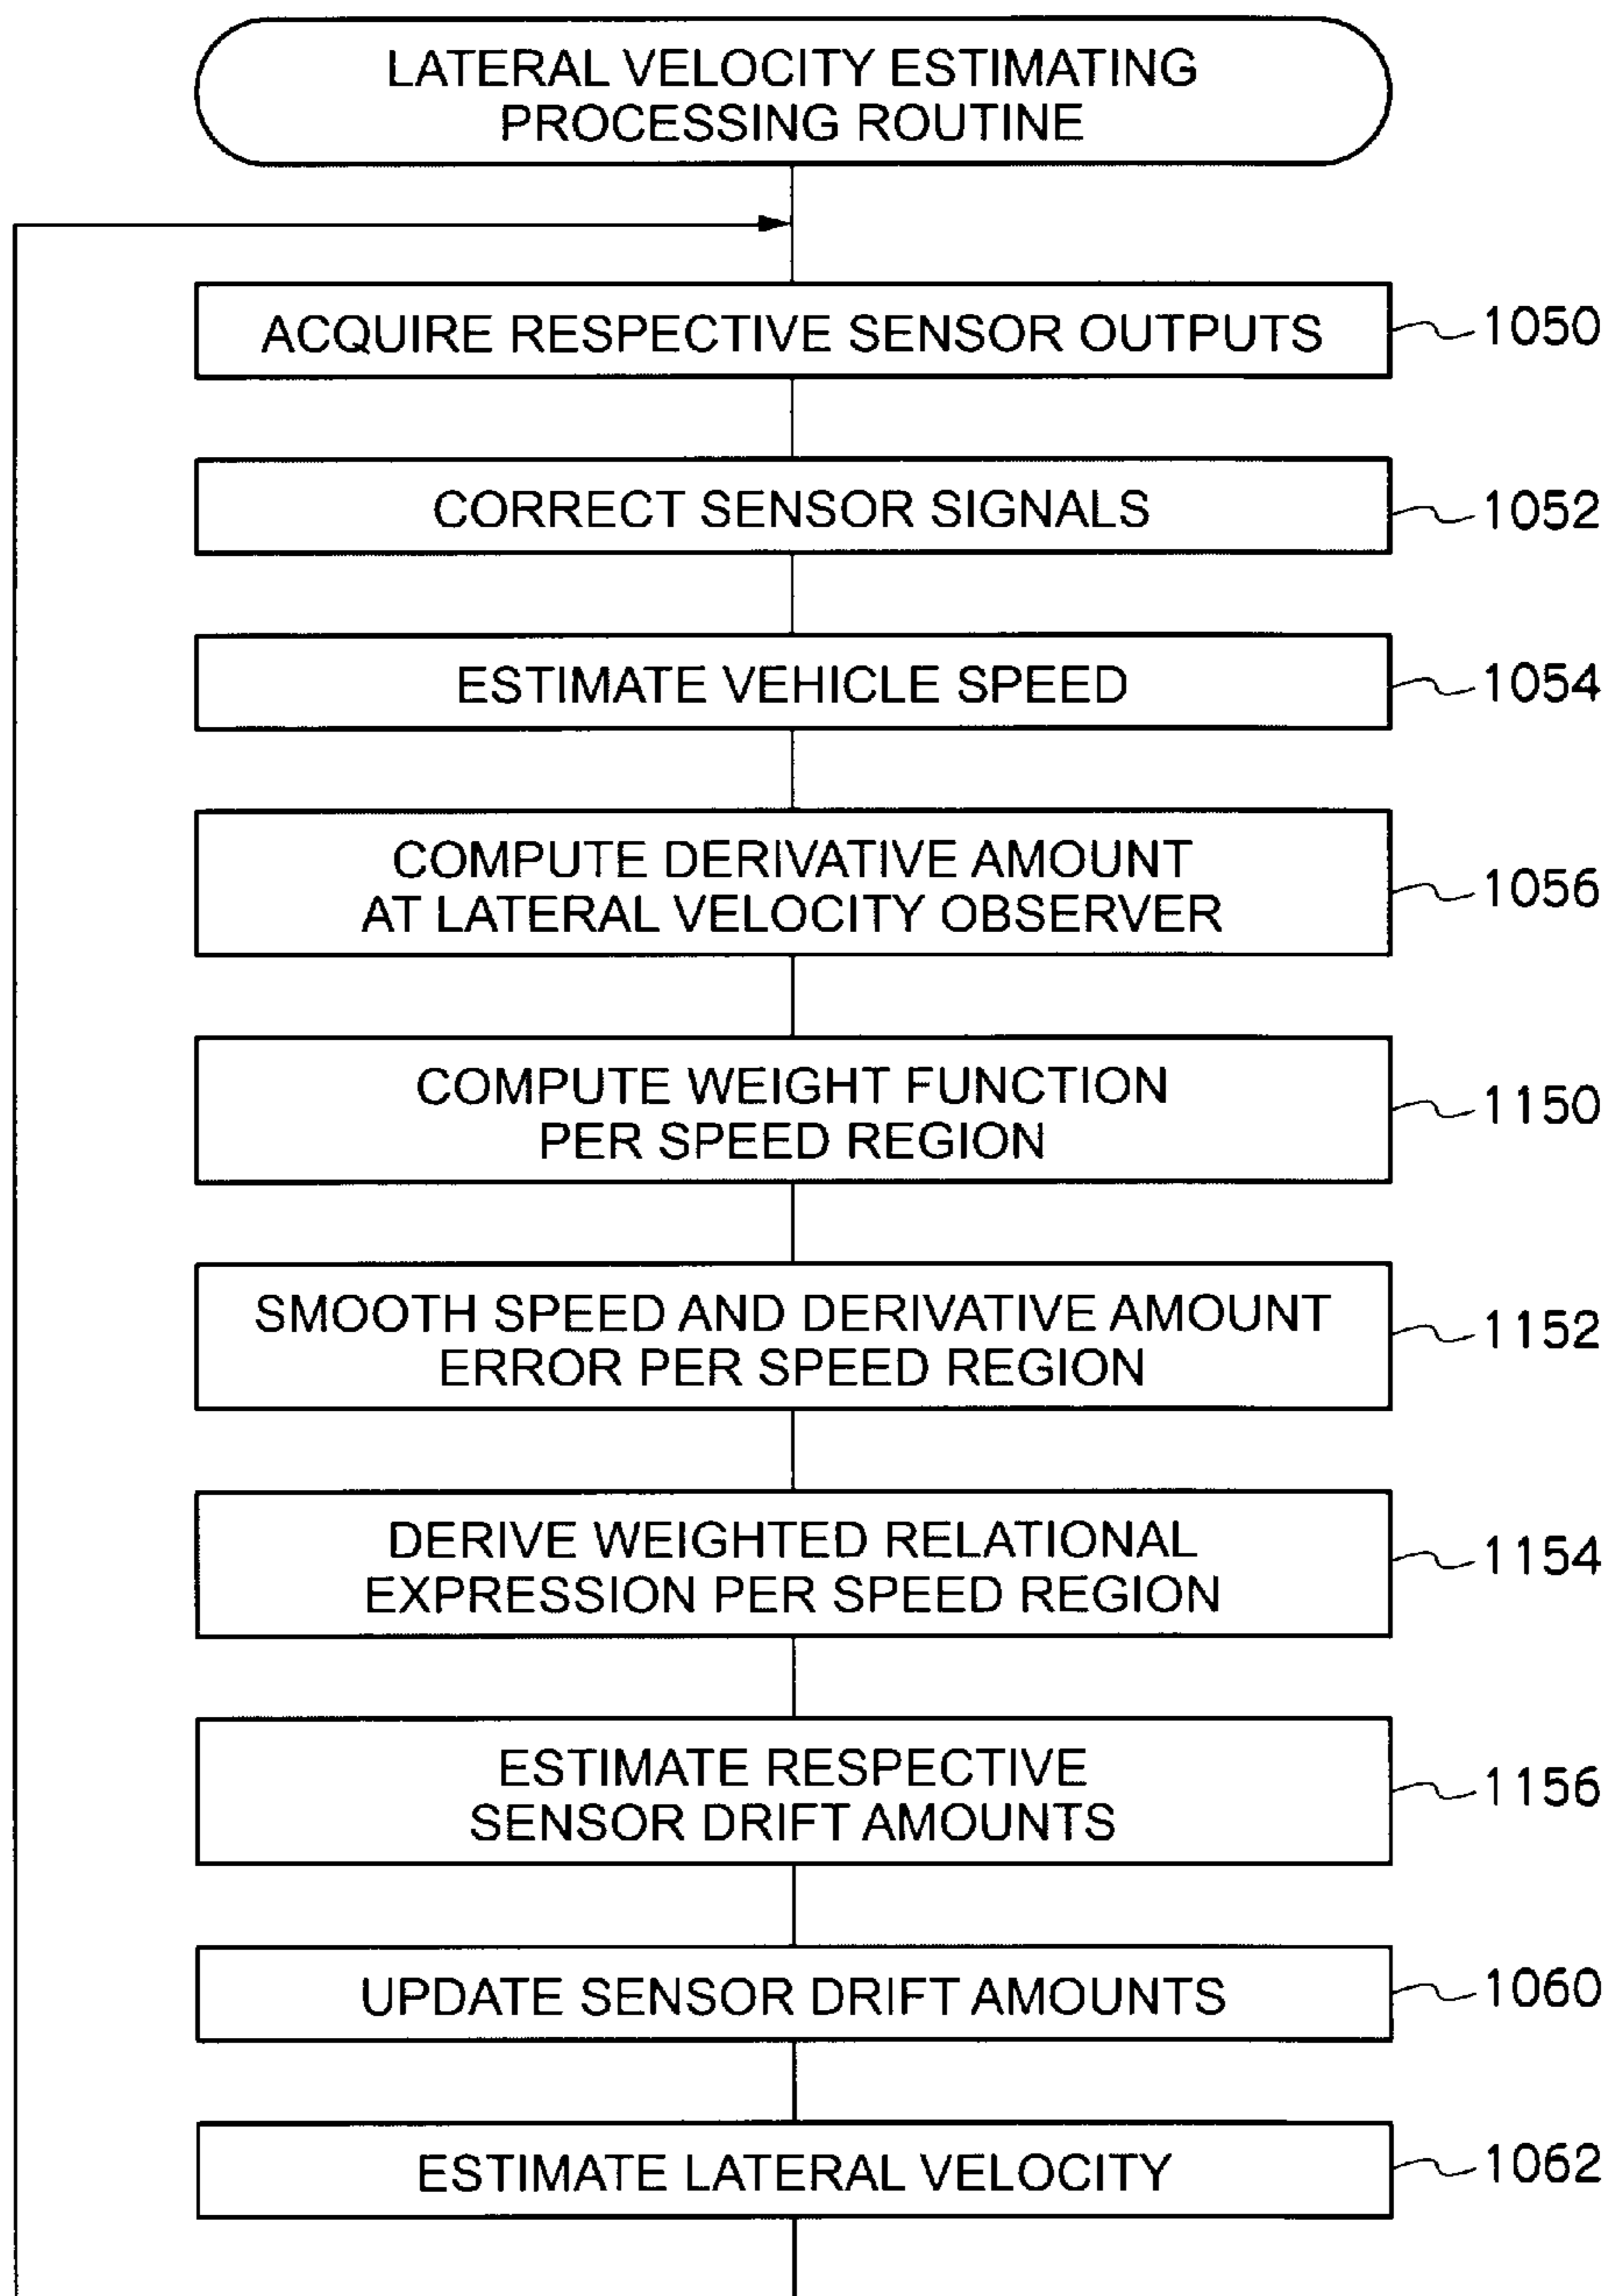 LATERAL VELOCITY ESTIMATING
PROCESSING ROUTINE
ACQUIRE RESPECTIVE SENSOR OUTPUTS
1050
CORRECT SENSOR SIGNALS
1052
ESTIMATE VEHICLE SPEED
1054
COMPUTE DERIVATIVE AMOUNT
AT LATERAL VELOCITY OBSERVER
1056
COMPUTE WEIGHT FUNCTION
PER SPEED REGION
1150
SMOOTH SPEED AND DERIVATIVE AMOUNT
ERROR PER SPEED REGION
1152
DERIVE WEIGHTED RELATIONAL
EXPRESSION PER SPEED REGION
1154
ESTIMATE RESPECTIVE
SENSOR DRIFT AMOUNTS
1156
UPDATE SENSOR DRIFT AMOUNTS
1060
ESTIMATE LATERAL VELOCITY
1062